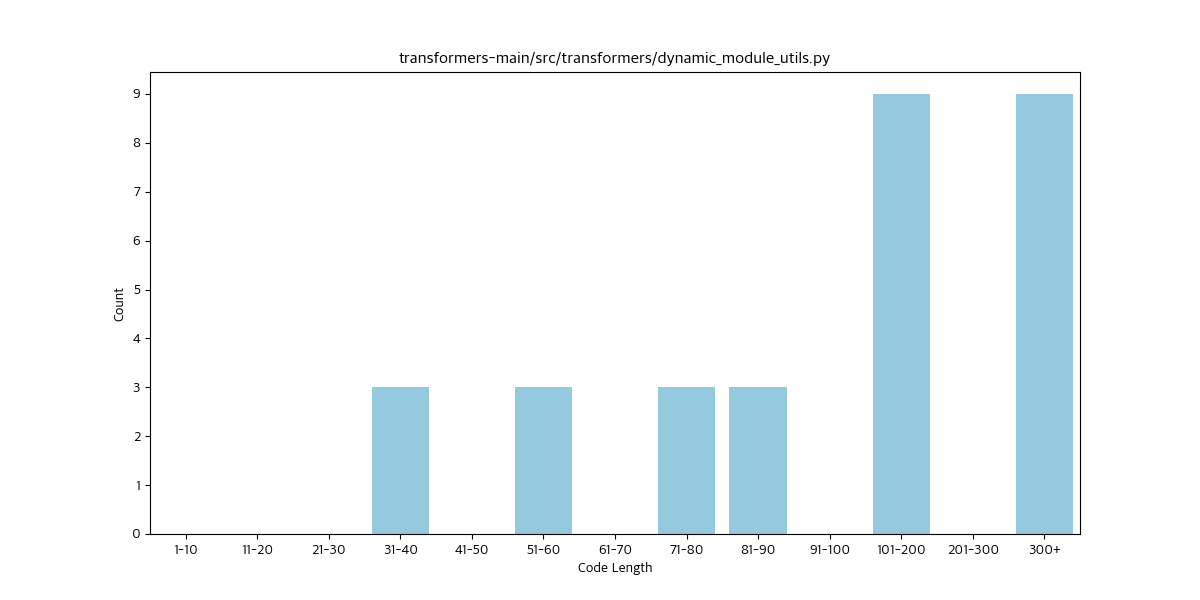 transformers-main/src/transformers/dynamic_module_utils.py
9
8
7
6
5
4
3
2
1
0
Count
1-10 11-20 21-30 31-40 41-50 51-60 61-70 71-80 81-90 91-100 101-200 201-300 300+
Code Length